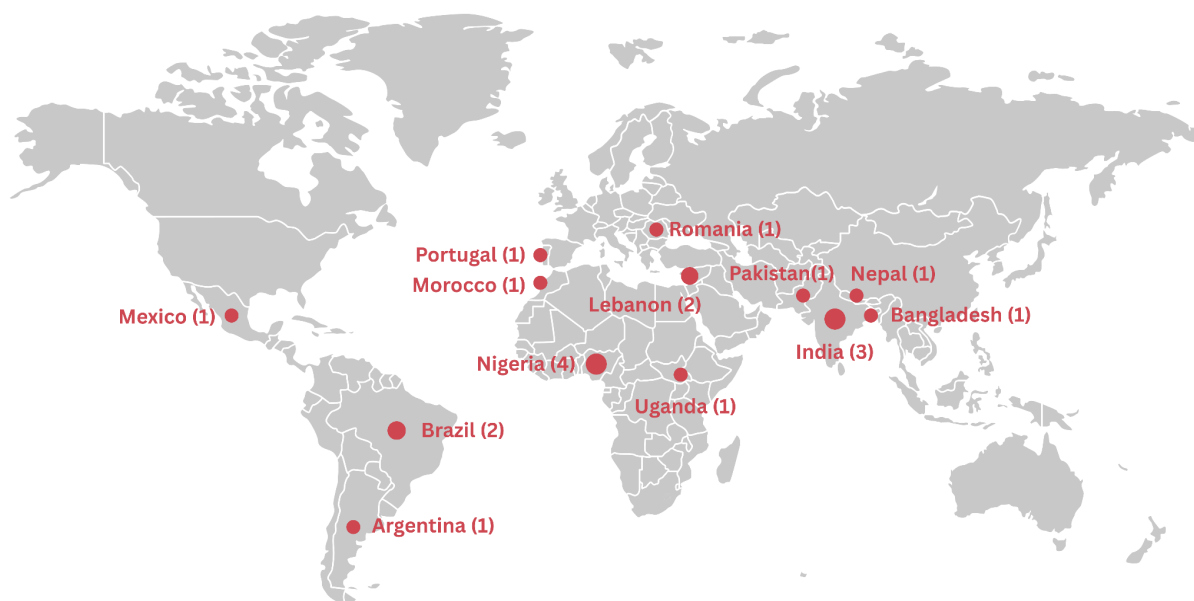 Romania (1)
Portugal (1)
Pakistan(1)
Nepal (1)
Morocco (1)
Lebanon (2)
Mexico (1)
Bangladesh (1)
India (3)
Nigeria (4)
Uganda (1)
Brazil (2)
Argentina (1)